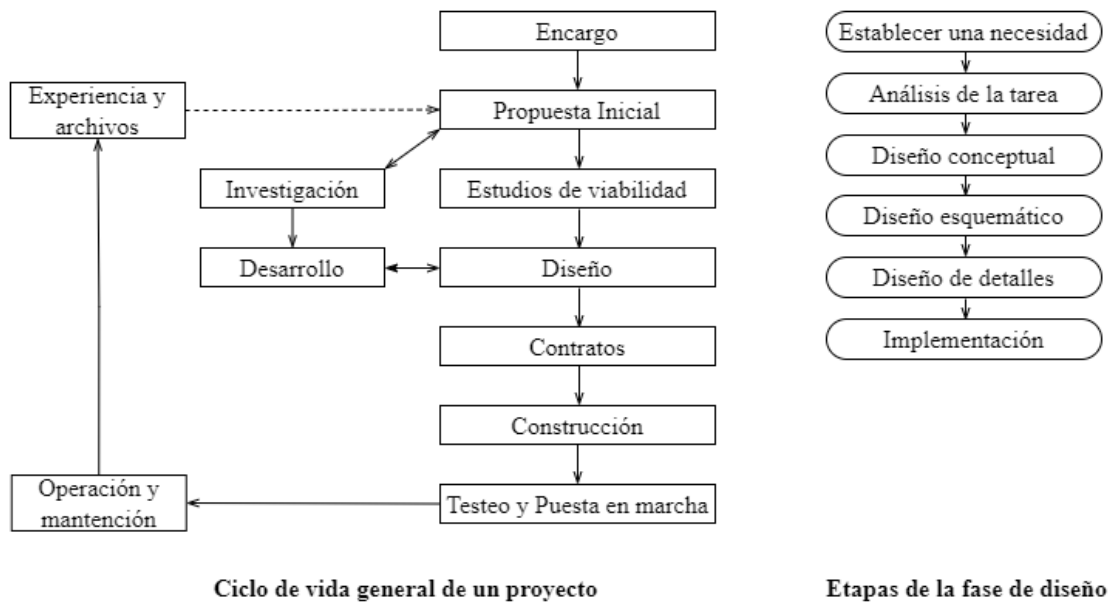 Encargo
Establecer una necesidad
Experiencia y
archivos
Propuesta Inicial
Análisis de la tarea
Investigación
Estudios de viabilidad
Diseño conceptual
Diseño esquemático
Desarrollo
Diseño
Diseño de detalles
Contratos
Implementación
Construcción
Operación y
mantención
Testeo y Puesta en marcha
Ciclo de vida general de un proyecto
Etapas de la fase de diseño